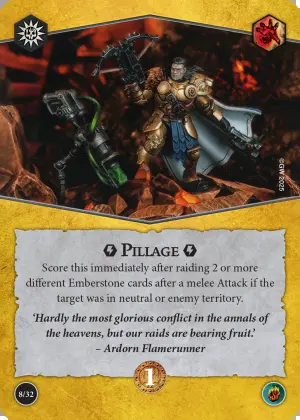 ©GW 2025
PILLAGE
Score this immediately after raiding 2 or more
different Emberstone cards after a melee Attack if the
target was in neutral or enemy territory.
‘Hardly the most glorious conflict in the annals of
the heavens, but our raids are bearing fruit.’
– Ardorn Flamerunner
1
8/32